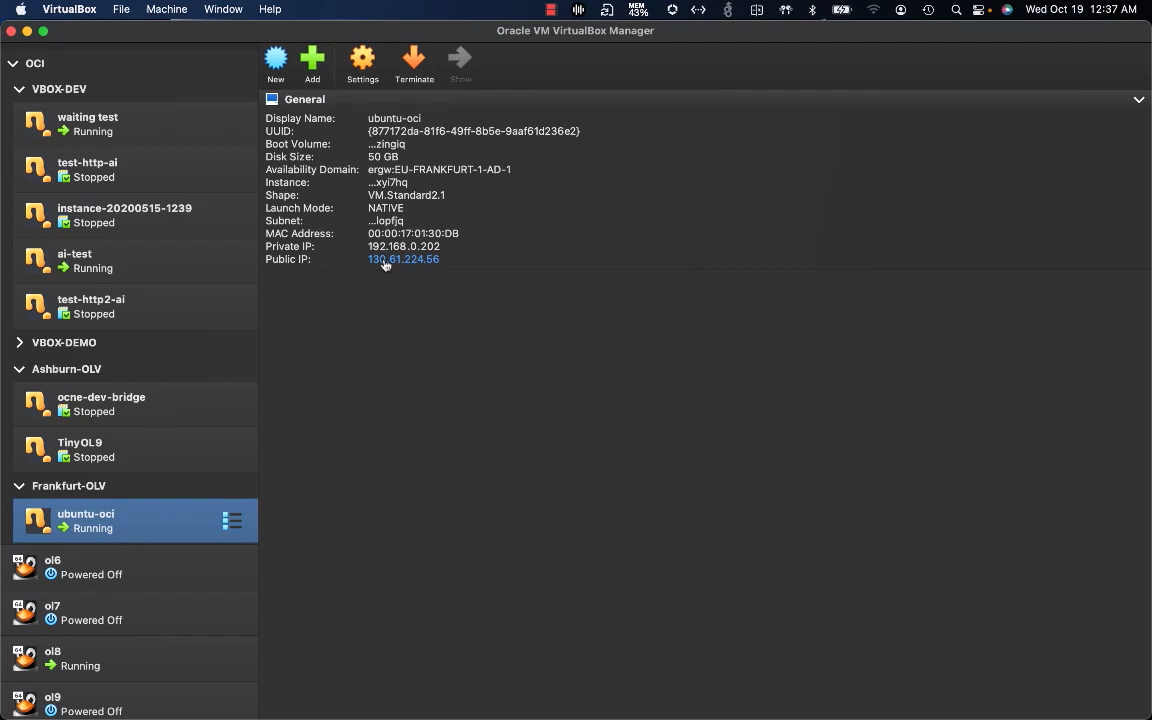 VirtualBox File Machine Window Help MEM 43% Wed Oct 19 12:37 AM
Oracle VM VirtualBox Manager
OCI
VBOX-DEV
waiting test
Running
test-http-ai
Stopped
instance-20200515-1239
Stopped
ai-test
Running
test-http2-ai
Stopped
VBOX-DEMO
Ashburn-OLV
ocne-dev-bridge
Stopped
TinyOL9
Stopped
Frankfurt-OLV
ubuntu-oci
Running
64
ol6
Powered Off
64
ol7
Powered Off
64
ol8
Running
64
ol9
Powered Off
New Add Settings Terminate Show
General
Display Name: ubuntu-oci
UUID: {877172da-81f6-49ff-8b5e-9aaf61d236e2}
Boot Volume: ...zingiq
Disk Size: 50 GB
Availability Domain: ergw:EU-FRANKFURT-1-AD-1
Instance: ...xyi7hq
Shape: VM.Standard2.1
Launch Mode: NATIVE
Subnet: ...lopfjq
MAC Address: 00:00:17:01:30:DB
Private IP: 192.168.0.202
Public IP: 130.61.224.56